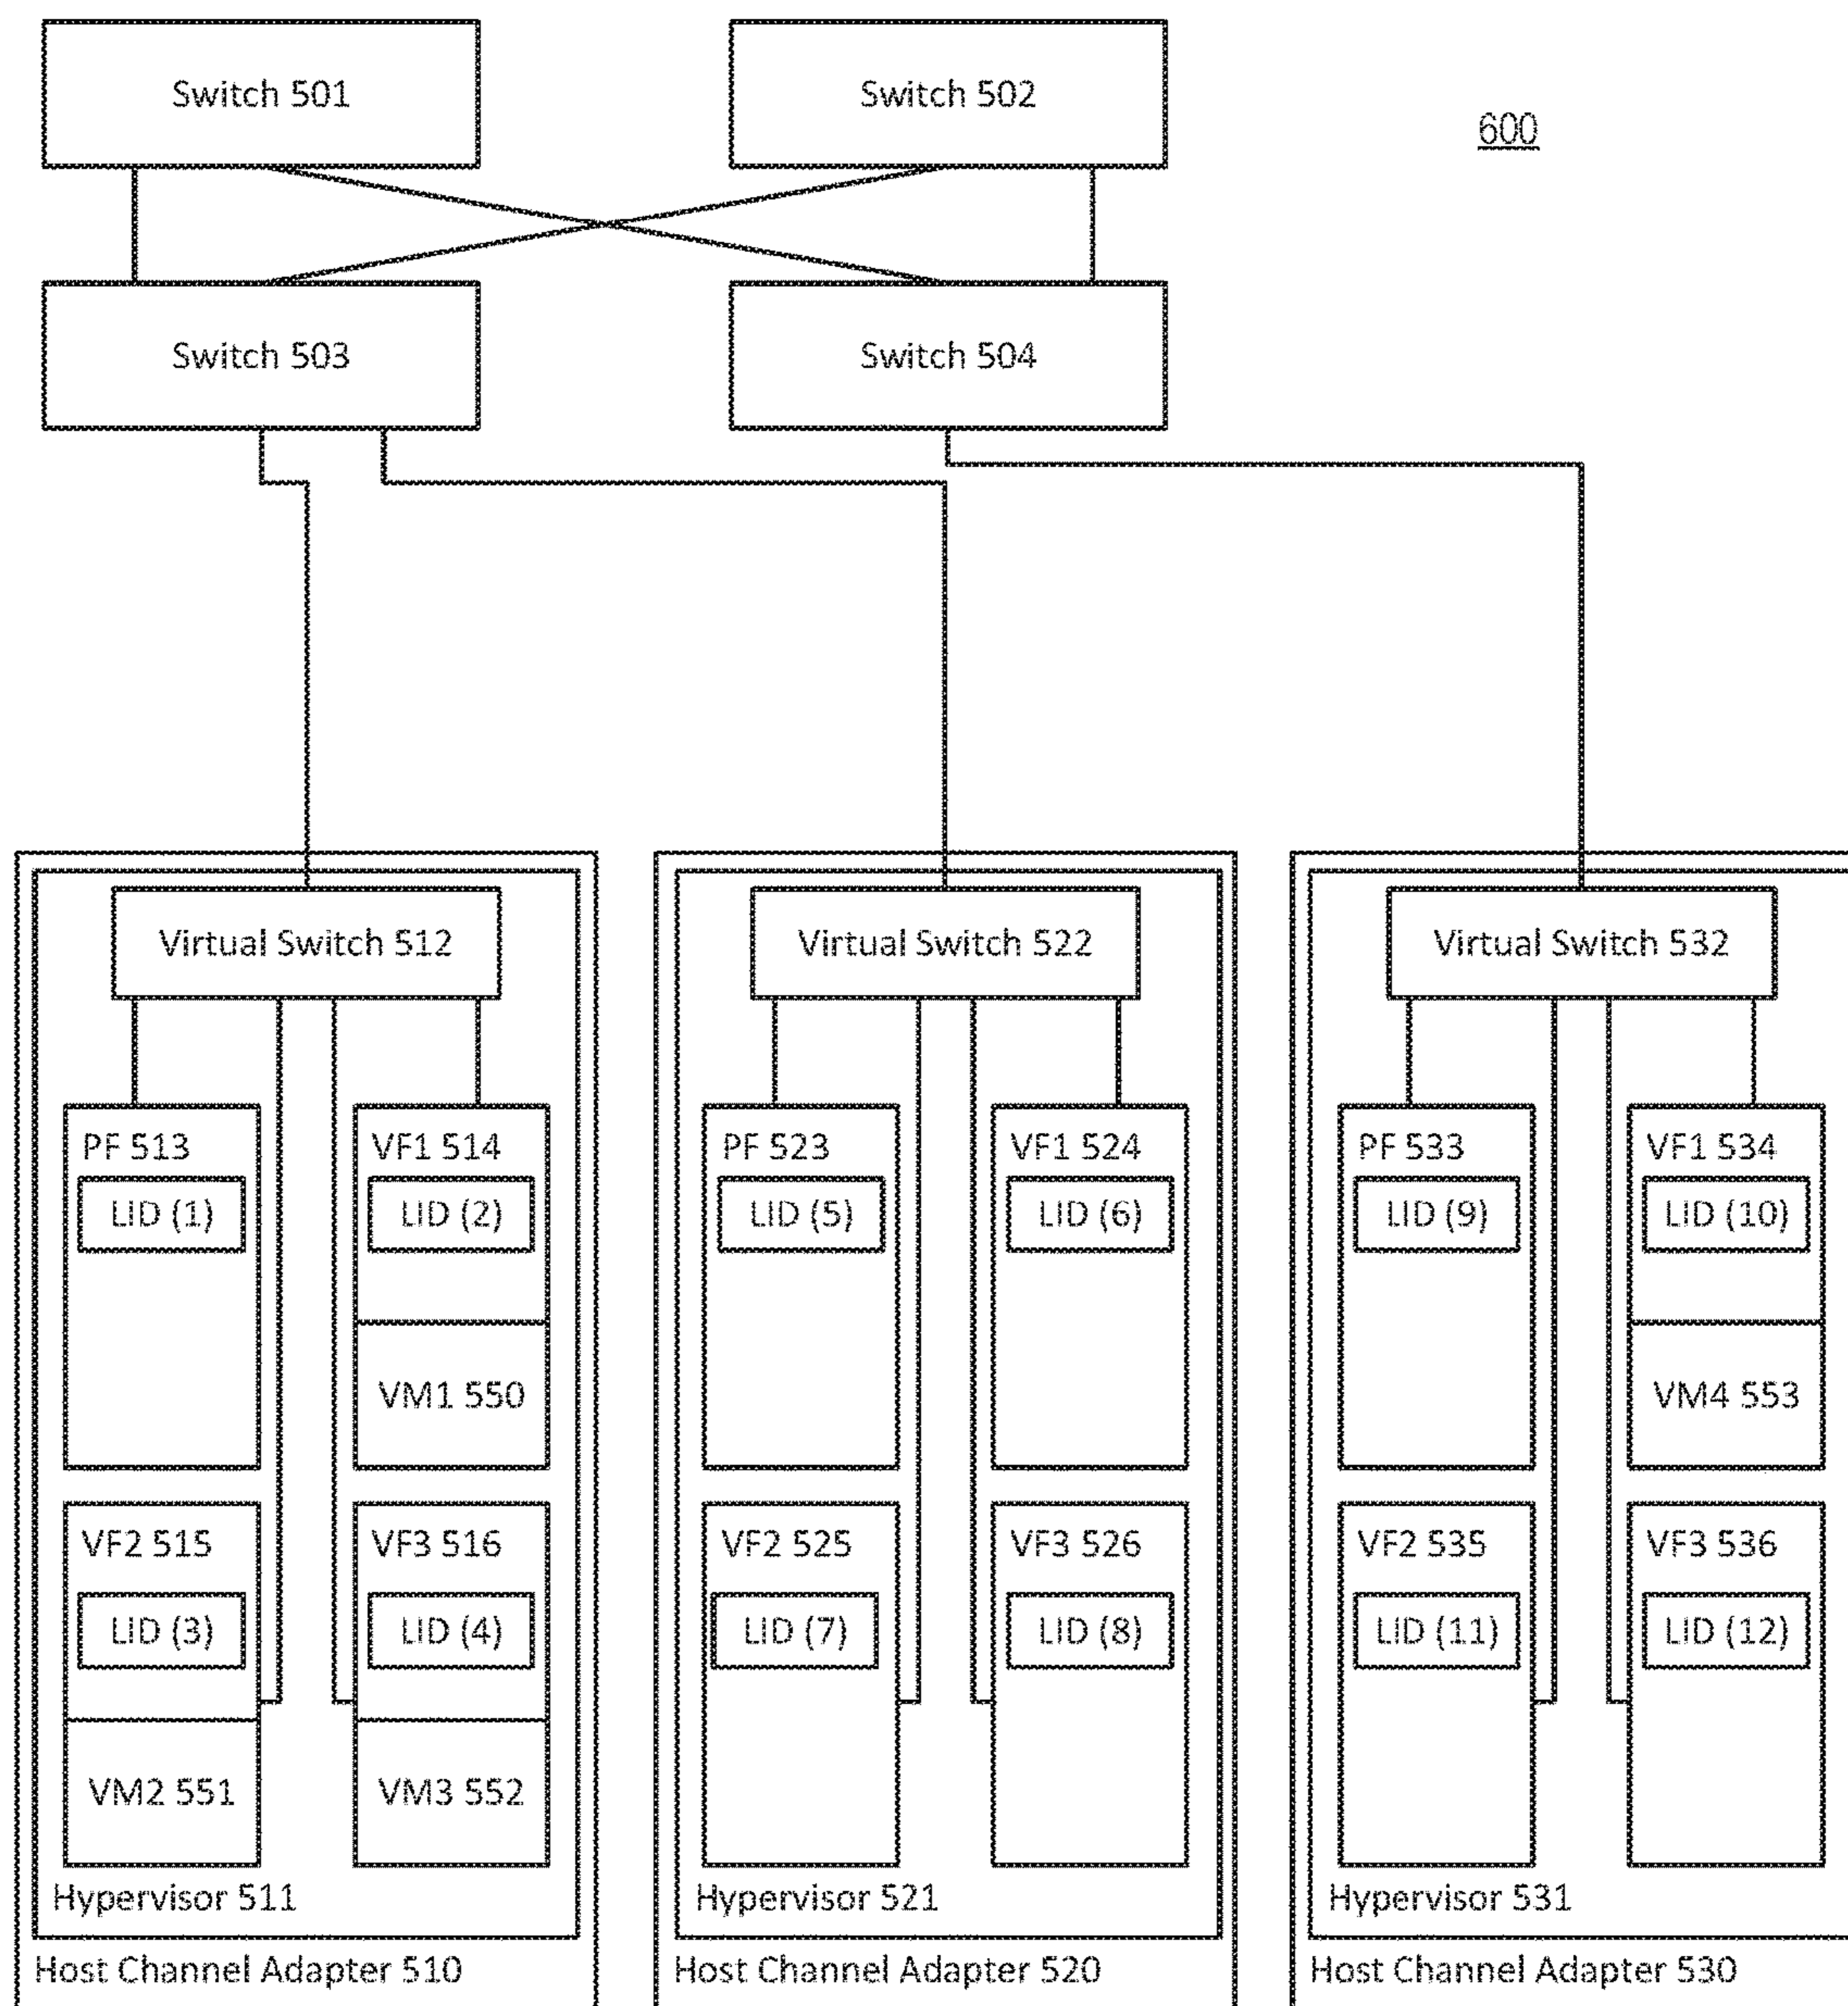 Switch 501
Switch 502
600
Switch 503
Switch 504
Virtual Switch 512
Virtual Switch 522
Virtual Switch 532
PF 513
LID (1)
VF1 514
LID (2)
VM1 550
PF 523
LID (5)
VF1 524
LID (6)
PF 533
LID (9)
VF1 534
LID (10)
VM4 553
VF2 515
LID (3)
VM2 551
VF3 516
LID (4)
VM3 552
VF2 525
LID (7)
VF3 526
LID (8)
VF2 535
LID (11)
VF3 536
LID (12)
Hypervisor 511
Hypervisor 521
Hypervisor 531
Host Channel Adapter 510
Host Channel Adapter 520
Host Channel Adapter 530